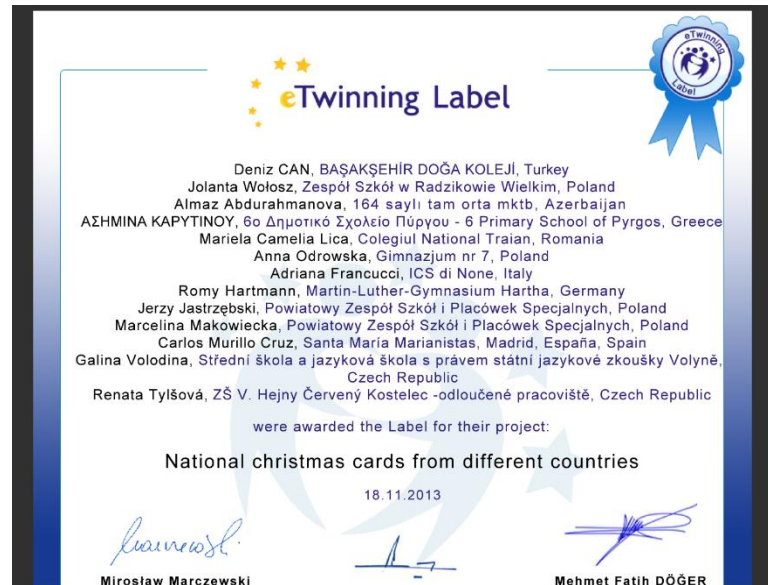 eTwinning Label
eTwinning
Label
Deniz CAN, BAŞAKŞEHİR DOĞA KOLEJİ, Turkey
Jolanta Wołosz, Zespół Szkół w Radzikowie Wielkim, Poland
Almaz Abdurahmanova, 164 saylı tam orta mktb, Azerbaijan
ΑΣΗΜΙΝΑ ΚΑΡΥΤΙΝΟΥ, 6ο Δημοτικό Σχολείο Πύργου - 6 Primary School of Pyrgos, Greece
Mariela Camelia Lica, Colegiul National Traian, Romania
Anna Odrowska, Gimnazjum nr 7, Poland
Adriana Francucci, ICS di None, Italy
Romy Hartmann, Martin-Luther-Gymnasium Hartha, Germany
Jerzy Jastrzębski, Powiatowy Zespół Szkół i Placówek Specjalnych, Poland
Marcelina Makowiecka, Powiatowy Zespół Szkół i Placówek Specjalnych, Poland
Carlos Murillo Cruz, Santa María Marianistas, Madrid, España, Spain
Galina Volodina, Střední škola a jazyková škola s právem státní jazykové zkoušky Volyně,
Czech Republic
Renata Tylšová, ZŠ V. Hejny Červený Kostelec -odloučené pracoviště, Czech Republic
were awarded the Label for their project:
National christmas cards from different countries
18.11.2013
Mirosław Marczewski
Mehmet Fatih DÖĞER